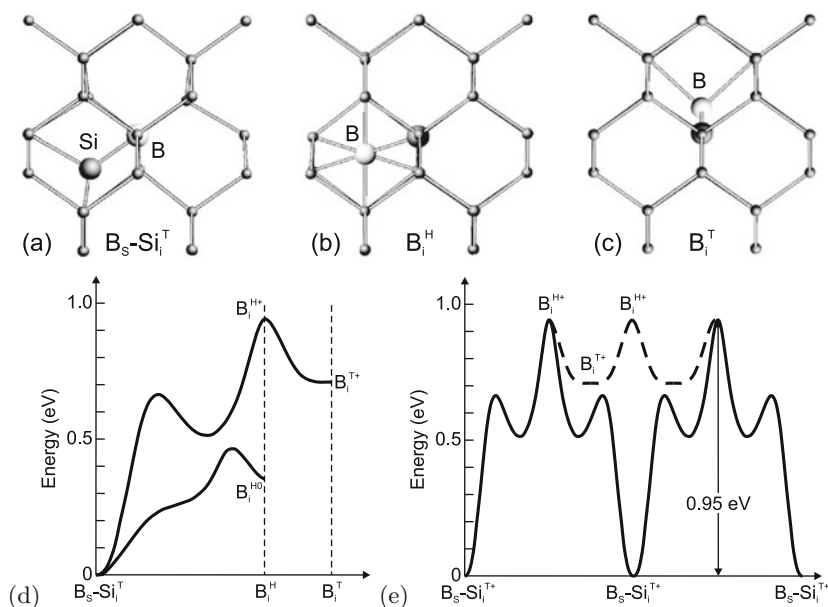 Si
B
(a) B_S-Si_i^T
B
(b) B_i^H
B
(c) B_i^T
1.0
0.5
0
Energy (eV)
B_i^H+
B_i^T+
B_i^H0
B_S-Si_i^T
B_i^H
B_i^T
(d)
1.0
0.5
0
Energy (eV)
B_i^H+
B_i^H+
B_i^T+
0.95 eV
B_S-Si_i^T+
B_S-Si_i^T+
B_S-Si_i^T+
(e)